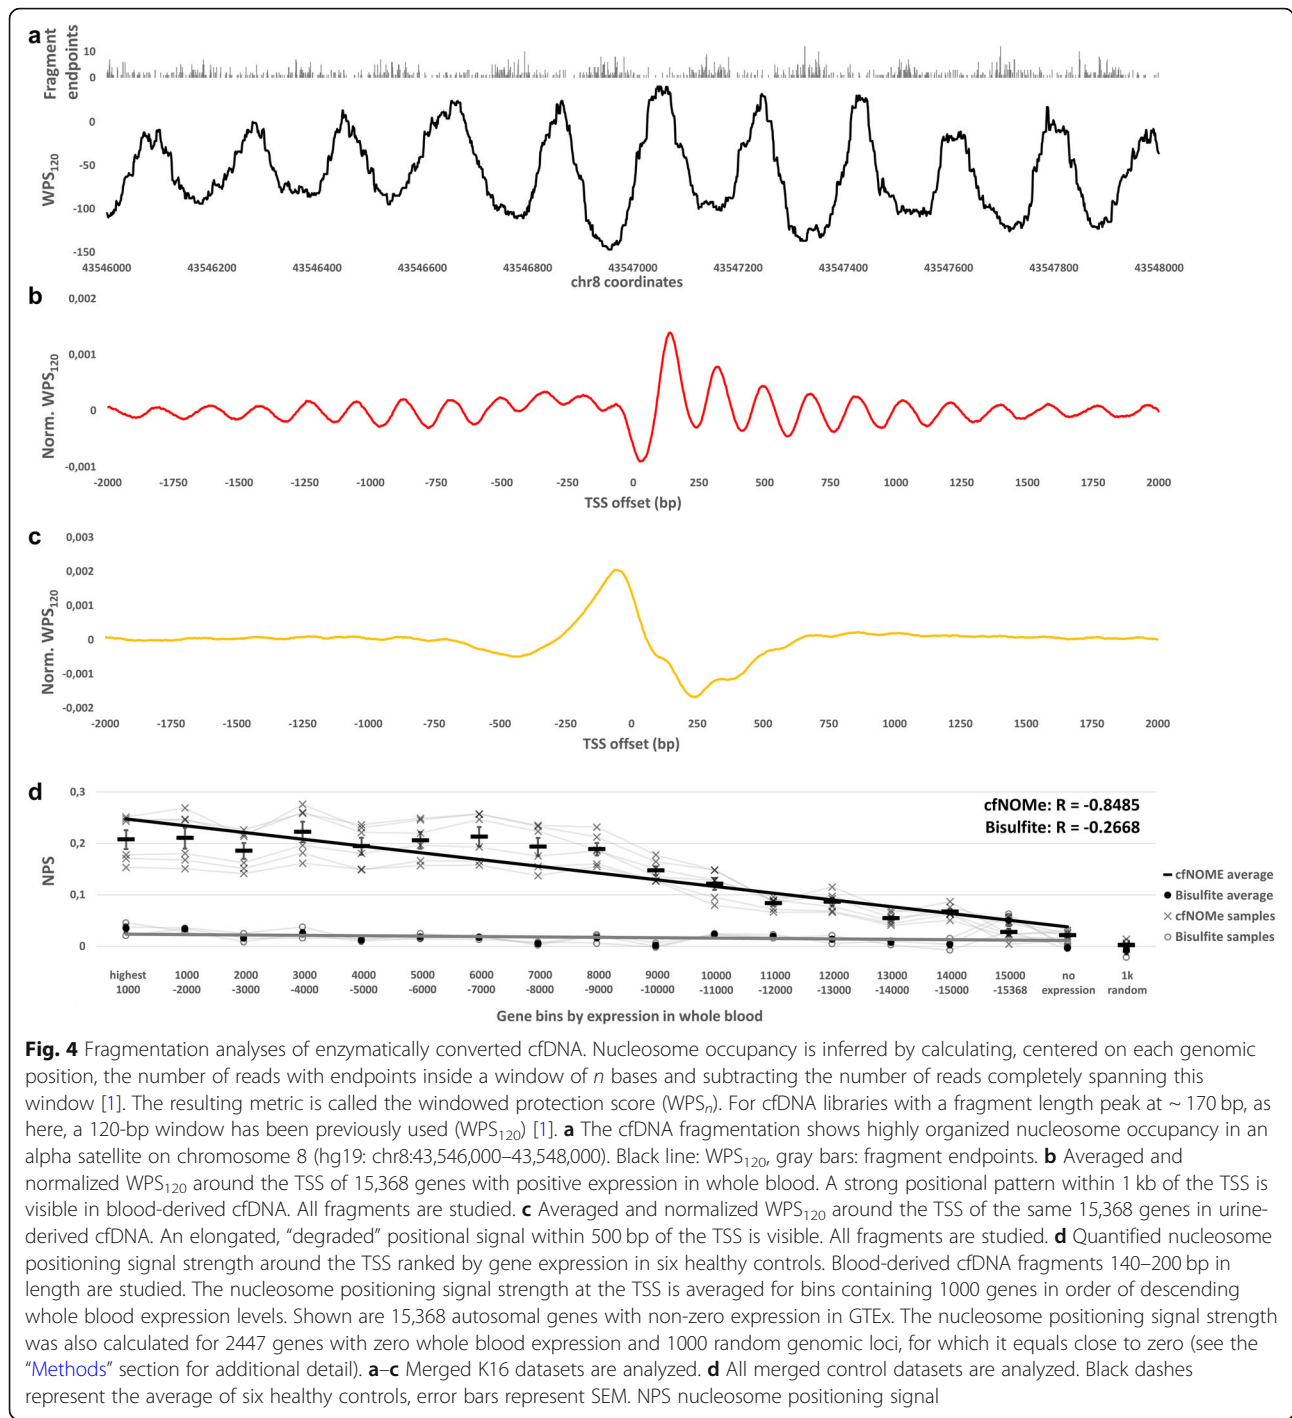 a
Fragment
endpoints
10
0
0
-50
-100
-150
WPS120
43546000 43546200 43546400 43546600 43546800 43547000 43547200 43547400 43547600 43547800 43548000
chr8 coordinates
b
0,002
0,001
0
-0,001
Norm. WPS120
-2000 -1750 -1500 -1250 -1000 -750 -500 -250 0 250 500 750 1000 1250 1500 1750 2000
TSS offset (bp)
c
0,003
0,002
0,001
0
-0,001
-0,002
Norm. WPS120
-2000 -1750 -1500 -1250 -1000 -750 -500 -250 0 250 500 750 1000 1250 1500 1750 2000
TSS offset (bp)
d
0,3
0,2
0,1
0
NPS
cfNOMe: R = -0.8485
Bisulfite: R = -0.2668
cfNOME average
Bisulfite average
cfNOMe samples
Bisulfite samples
highest 1000 2000 3000 4000 5000 6000 7000 8000 9000 10000 11000 12000 13000 14000 15000 no 1k
1000 -2000 -3000 -4000 -5000 -6000 -7000 -8000 -9000 -10000 -11000 -12000 -13000 -14000 -15000 -15368 expression random
Gene bins by expression in whole blood
Fig. 4 Fragmentation analyses of enzymatically converted cfDNA. Nucleosome occupancy is inferred by calculating, centered on each genomic
position, the number of reads with endpoints inside a window of n bases and subtracting the number of reads completely spanning this
window [1]. The resulting metric is called the windowed protection score (WPSn). For cfDNA libraries with a fragment length peak at ~ 170 bp, as
here, a 120-bp window has been previously used (WPS120) [1]. a The cfDNA fragmentation shows highly organized nucleosome occupancy in an
alpha satellite on chromosome 8 (hg19: chr8:43,546,000–43,548,000). Black line: WPS120, gray bars: fragment endpoints. b Averaged and
normalized WPS120 around the TSS of 15,368 genes with positive expression in whole blood. A strong positional pattern within 1 kb of the TSS is
visible in blood-derived cfDNA. All fragments are studied. c Averaged and normalized WPS120 around the TSS of the same 15,368 genes in urine-
derived cfDNA. An elongated, “degraded” positional signal within 500 bp of the TSS is visible. All fragments are studied. d Quantified nucleosome
positioning signal strength around the TSS ranked by gene expression in six healthy controls. Blood-derived cfDNA fragments 140–200 bp in
length are studied. The nucleosome positioning signal strength at the TSS is averaged for bins containing 1000 genes in order of descending
whole blood expression levels. Shown are 15,368 autosomal genes with non-zero expression in GTEx. The nucleosome positioning signal strength
was also calculated for 2447 genes with zero whole blood expression and 1000 random genomic loci, for which it equals close to zero (see the
“Methods” section for additional detail). a–c Merged K16 datasets are analyzed. d All merged control datasets are analyzed. Black dashes
represent the average of six healthy controls, error bars represent SEM. NPS nucleosome positioning signal